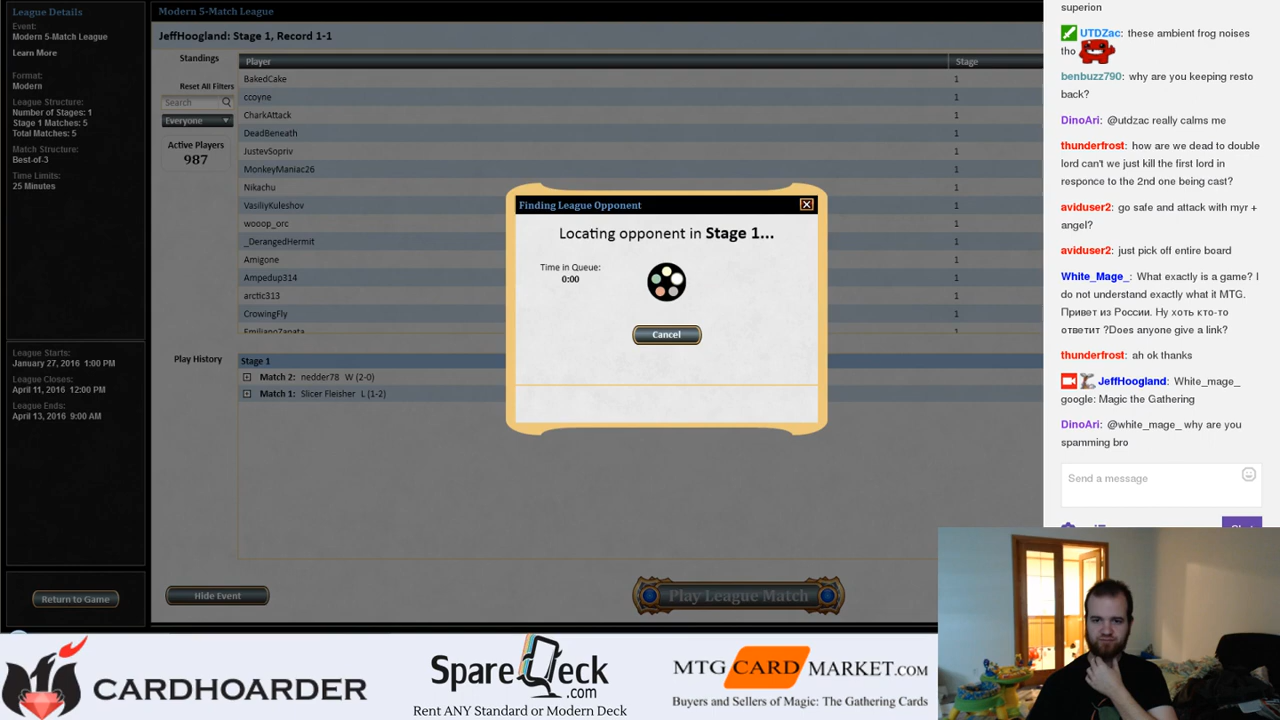 League Details
Event:
Modern 5-Match League
Learn More
Format:
Modern
League Structure:
Number of Stages: 1
Stage 1 Matches: 5
Total Matches: 5
Match Structure:
Best-of-3
Time Limits:
25 Minutes
League Starts:
January 27, 2016 1:00 PM
League Closes:
April 11, 2016 12:00 PM
League Ends:
April 13, 2016 9:00 AM
Return to Game
Modern 5-Match League
JeffHoogland: Stage 1, Record 1-1
Standings
Reset All Filters
Search
Everyone
Active Players
987
Player Stage
BakedCake 1
ccoyne 1
CharkAttack 1
DeadBeneath 1
JustevSopriv 1
MonkeyManiac26 1
Nikachu 1
VasiliyKuleshov 1
wooop_orc 1
_DerangedHermit 1
Amigone 1
Ampedup314 1
arctic313 1
CrowingFly 1
EmilianoZapata
Play History
Stage 1
Match 2: nedder78 W (2-0)
Match 1: Slicer Fleisher L (1-2)
Hide Event
Play League Match
Finding League Opponent
Locating opponent in Stage 1...
Time in Queue:
0:00
Cancel
superion
UTDZac: these ambient frog noises
tho
benbuzz790: why are you keeping resto
back?
DinoAri: @utdzac really calms me
thunderfrost: how are we dead to double
lord can't we just kill the first lord in
responce to the 2nd one being cast?
aviduser2: go safe and attack with myr +
angel?
aviduser2: just pick off entire board
White_Mage_: What exactly is a game? I
do not understand exactly what it MTG.
Привет из России. Ну хоть кто-то
ответит ?Does anyone give a link?
thunderfrost: ah ok thanks
JeffHoogland: White_mage_
google: Magic the Gathering
DinoAri: @white_mage_ why are you
spamming bro
Send a message
CARDHOARDER
SpareDeck
.com
Rent ANY Standard or Modern Deck
MTG CARD MARKET.COM
Buyers and Sellers of Magic: The Gathering Cards